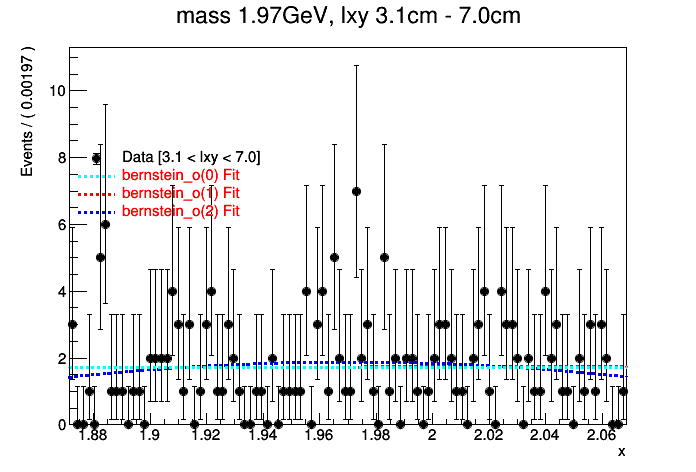 mass 1.97GeV, lxy 3.1cm - 7.0cm
Events / ( 0.00197 )
10
8
6
4
2
0
Data [3.1 < lxy < 7.0]
bernstein_o(0) Fit
bernstein_o(1) Fit
bernstein_o(2) Fit
1.88 1.9 1.92 1.94 1.96 1.98 2 2.02 2.04 2.06
x